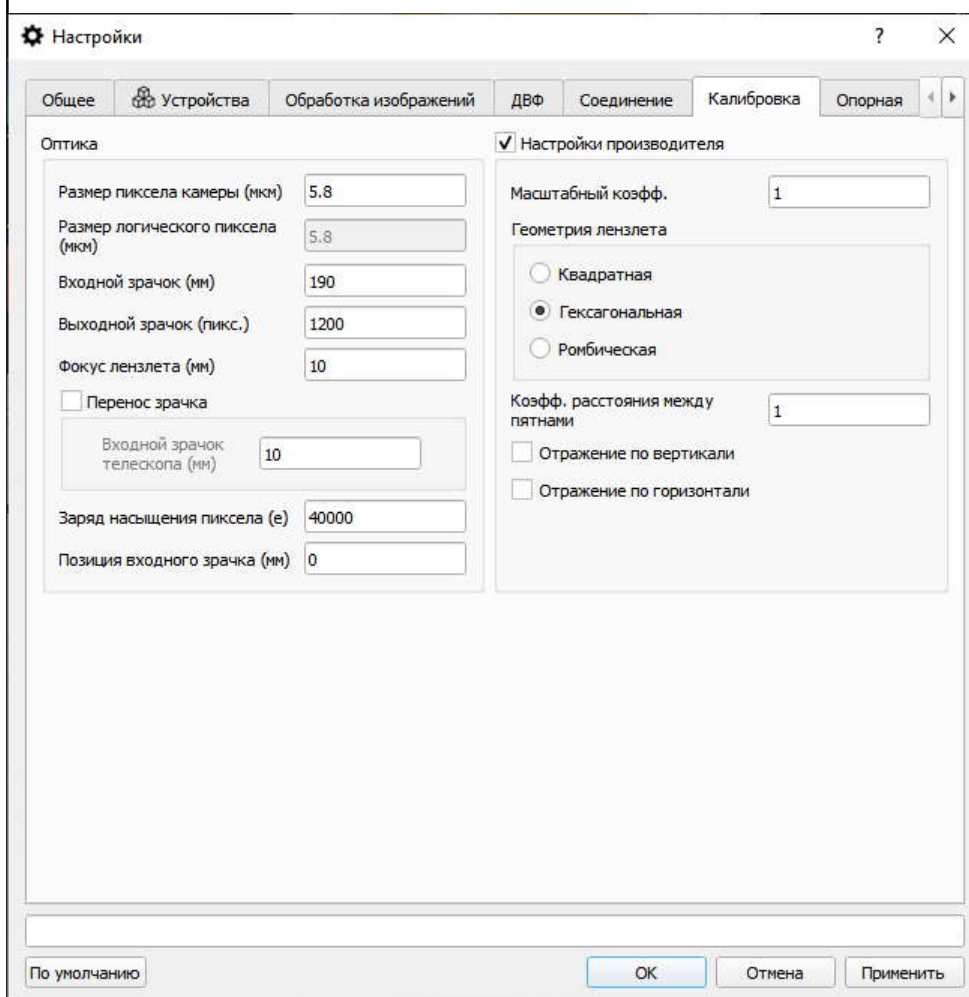 Настройки
?
Общее
Устройства
Обработка изображений
ДВФ
Соединение
Калибровка
Опорная
Оптика
Размер пиксела камеры (мкм)
5.8
Размер логического пиксела
(мкм)
5.8
Входной зрачок (мм)
190
Выходной зрачок (пикс.)
1200
Фокус лензлета (мм)
10
Перенос зрачка
Входной зрачок
телескопа (мм)
10
Заряд насыщения пиксела (е)
40000
Позиция входного зрачка (мм)
0
Настройки производителя
Масштабный коэфф.
1
Геометрия лензлета
Квадратная
Гексагональная
Ромбическая
Коэфф. расстояния между
пятнами
1
Отражение по вертикали
Отражение по горизонтали
По умолчанию
OK
Отмена
Применить